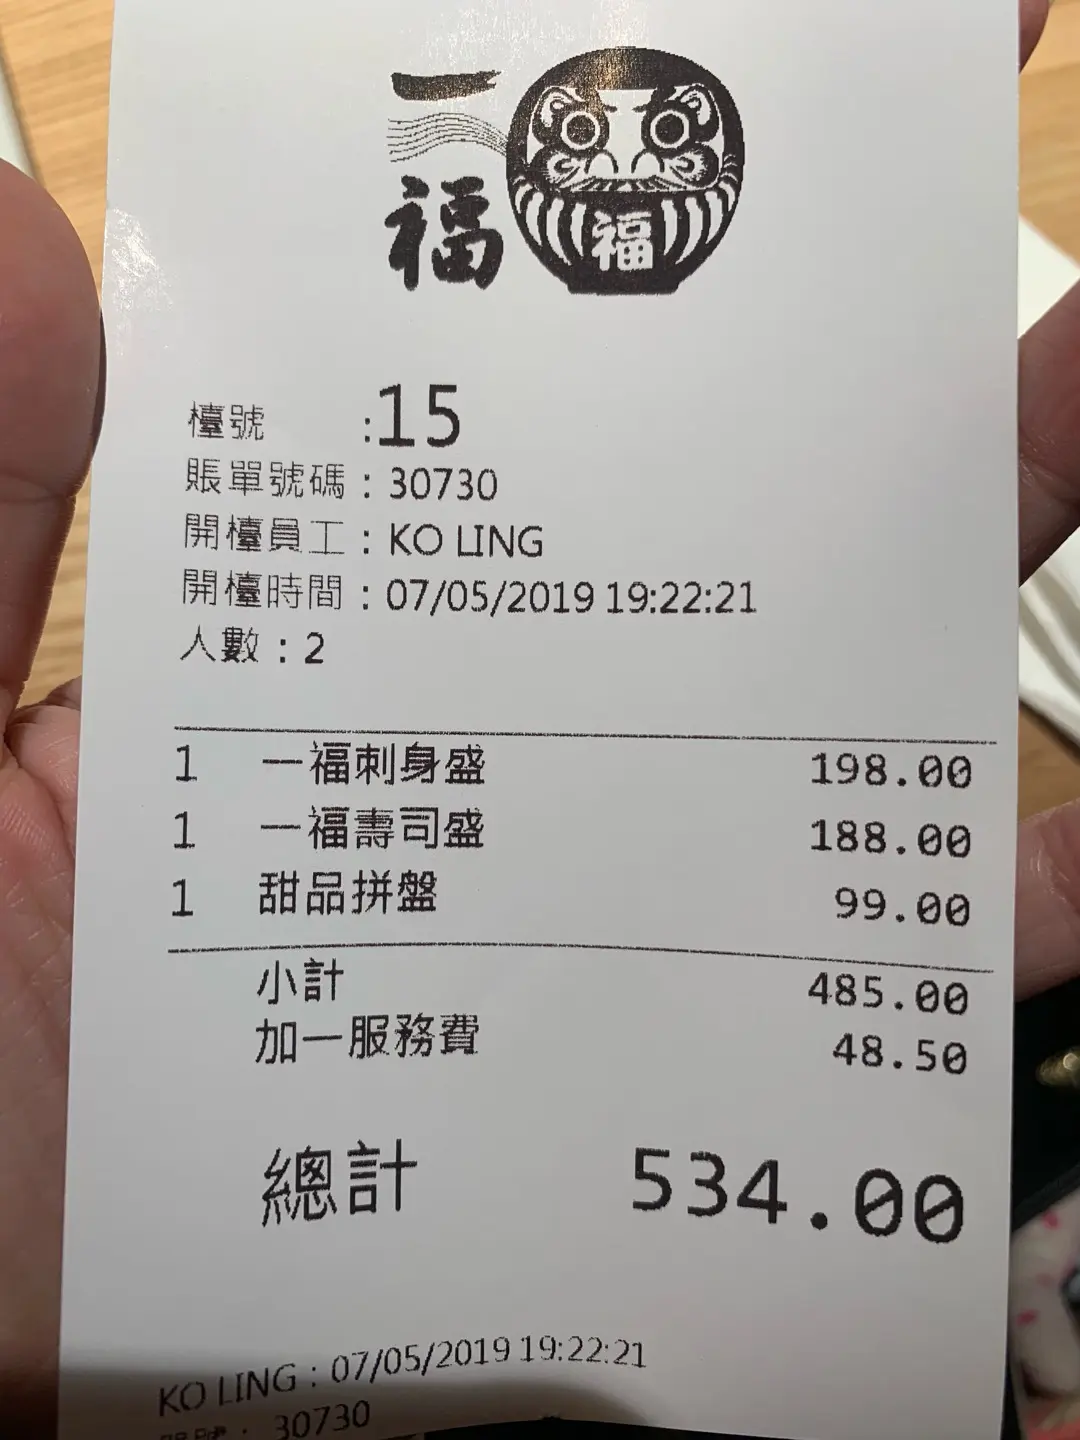 一福
福
檯號 :15
賬單號碼 : 30730
開檯員工 : KO LING
開檯時間 : 07/05/2019 19:22:21
人數 : 2
1 一福刺身盛 198.00
1 一福壽司盛 188.00
1 甜品拼盤 99.00
小計 485.00
加一服務費 48.50
總計 534.00
KO LING : 07/05/2019 19:22:21
: 30730